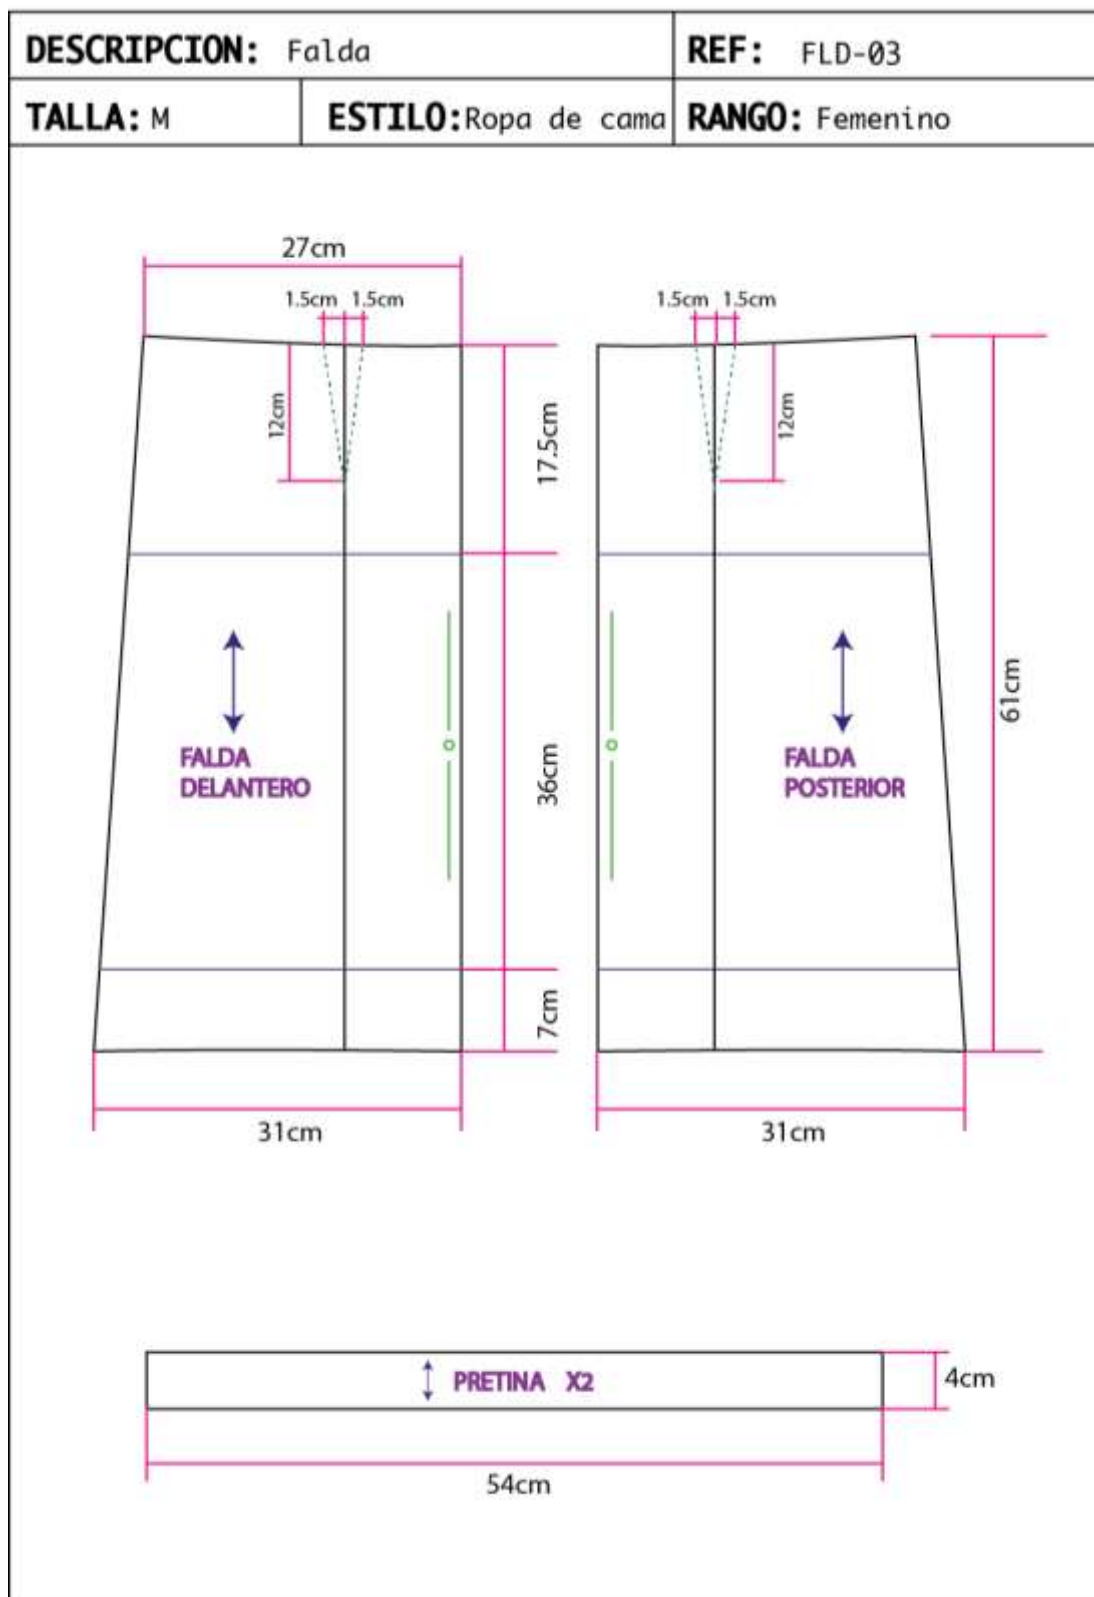 DESCRIPCION: Falda
REF: FLD-03
TALLA: M
ESTILO:Ropa de cama
RANGO: Femenino
27cm
1.5cm 1.5cm
1.5cm 1.5cm
12cm
17.5cm
12cm
61cm
FALDA
DELANTERO
36cm
FALDA
POSTERIOR
7cm
31cm
31cm
PRETINA X2
4cm
54cm